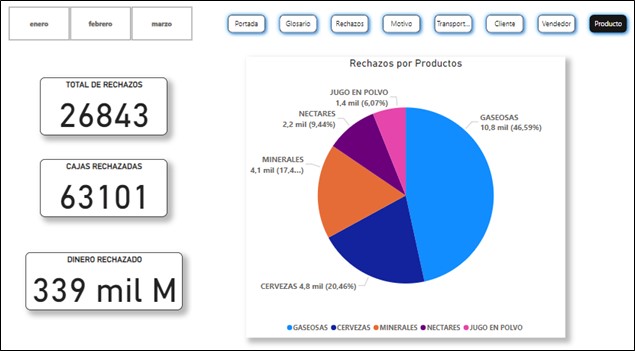 enero febrero marzo
Portada Glosario Rechazos Motivo Transport... Cliente Vendedor Producto
TOTAL DE RECHAZOS
26843
CAJAS RECHAZADAS
63101
DINERO RECHAZADO
339 mil M
Rechazos por Productos
JUGO EN POLVO
1,4 mil (6,07%)
NECTARES
2,2 mil (9,44%)
MINERALES
4,1 mil (17,4...)
CERVEZAS 4,8 mil (20,46%)
GASEOSAS
10,8 mil (46,59%)
GASEOSAS CERVEZAS MINERALES NECTARES JUGO EN POLVO